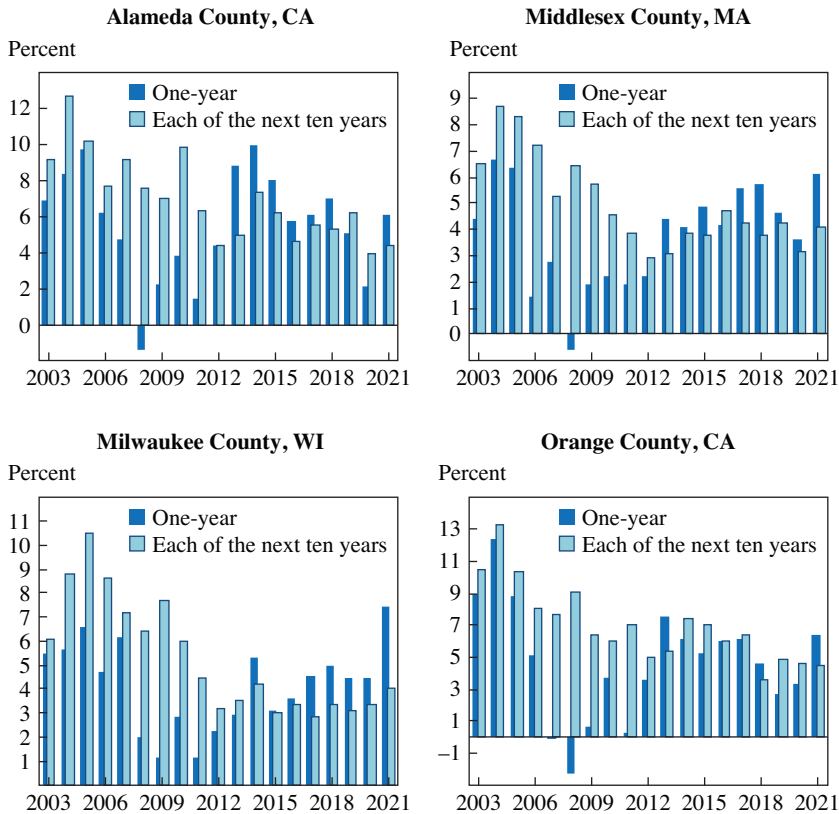 Alameda County, CA
Percent
One-year
Each of the next ten years
12
10
8
6
4
2
0
2003 2006 2009 2012 2015 2018 2021
Middlesex County, MA
Percent
One-year
Each of the next ten years
9
8
7
6
5
4
3
2
1
0
2003 2006 2009 2012 2015 2018 2021
Milwaukee County, WI
Percent
One-year
Each of the next ten years
11
10
9
8
7
6
5
4
3
2
1
2003 2006 2009 2012 2015 2018 2021
Orange County, CA
Percent
One-year
Each of the next ten years
13
11
9
7
5
3
1
−1
2003 2006 2009 2012 2015 2018 2021